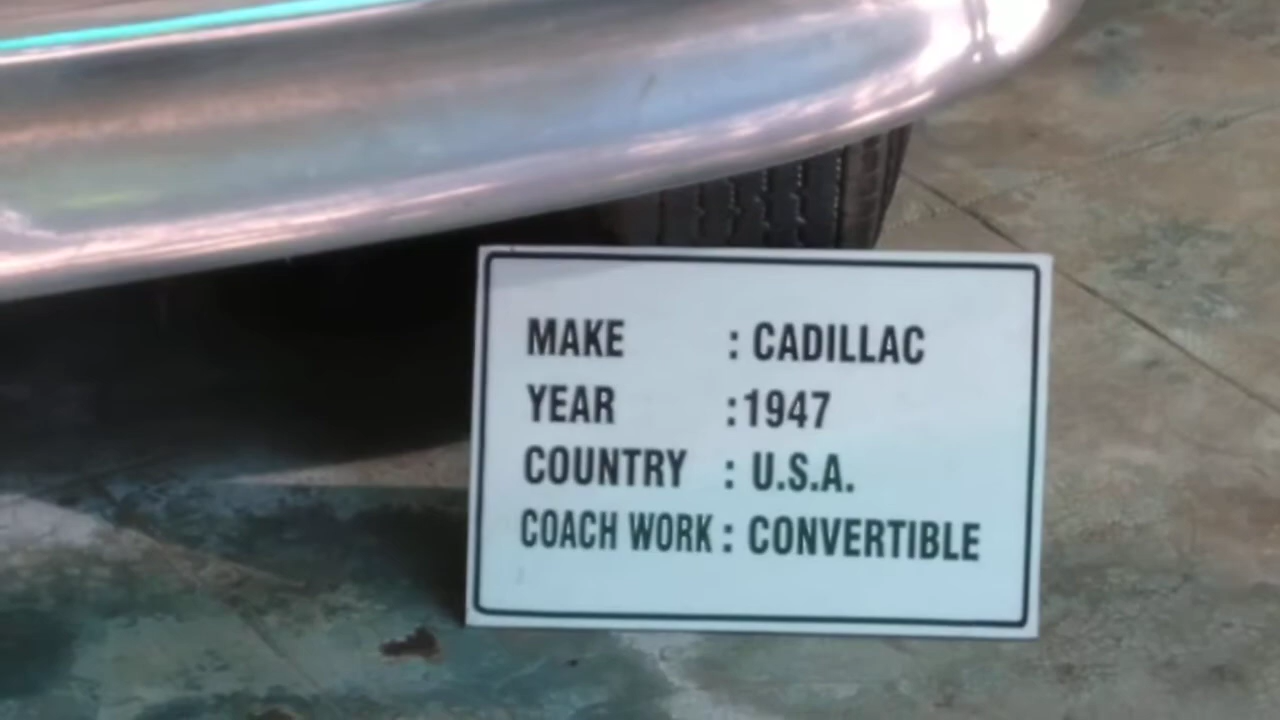 MAKE : CADILLAC
YEAR :1947
COUNTRY : U.S.A.
COACH WORK : CONVERTIBLE